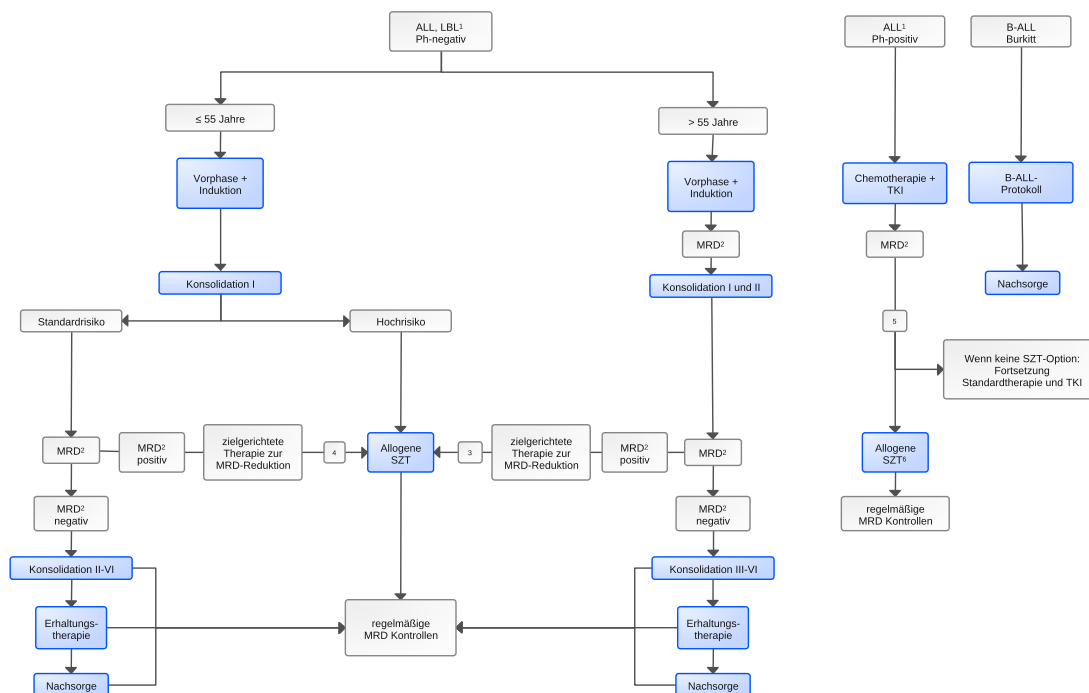 ALL, LBL¹
Ph-negativ
ALL¹
Ph-positiv
B-ALL
Burkitt
≤ 55 Jahre
> 55 Jahre
Vorphase +
Induktion
Vorphase +
Induktion
Chemotherapie +
TKI
B-ALL-
Protokoll
MRD²
MRD²
Konsolidation I
Konsolidation I und II
Nachsorge
Standardrisiko
Hochrisiko
5
Wenn keine SZT-Option:
Fortsetzung
Standardtherapie und TKI
MRD²
MRD²
positiv
zielgerichtete
Therapie zur
MRD-Reduktion
4
Allogene
SZT
3
zielgerichtete
Therapie zur
MRD-Reduktion
MRD²
positiv
MRD²
Allogene
SZT⁶
MRD²
negativ
MRD²
negativ
regelmäßige
MRD Kontrollen
Konsolidation II-VI
Konsolidation III-VI
Erhaltungs-
therapie
regelmäßige
MRD Kontrollen
Erhaltungs-
therapie
Nachsorge
Nachsorge